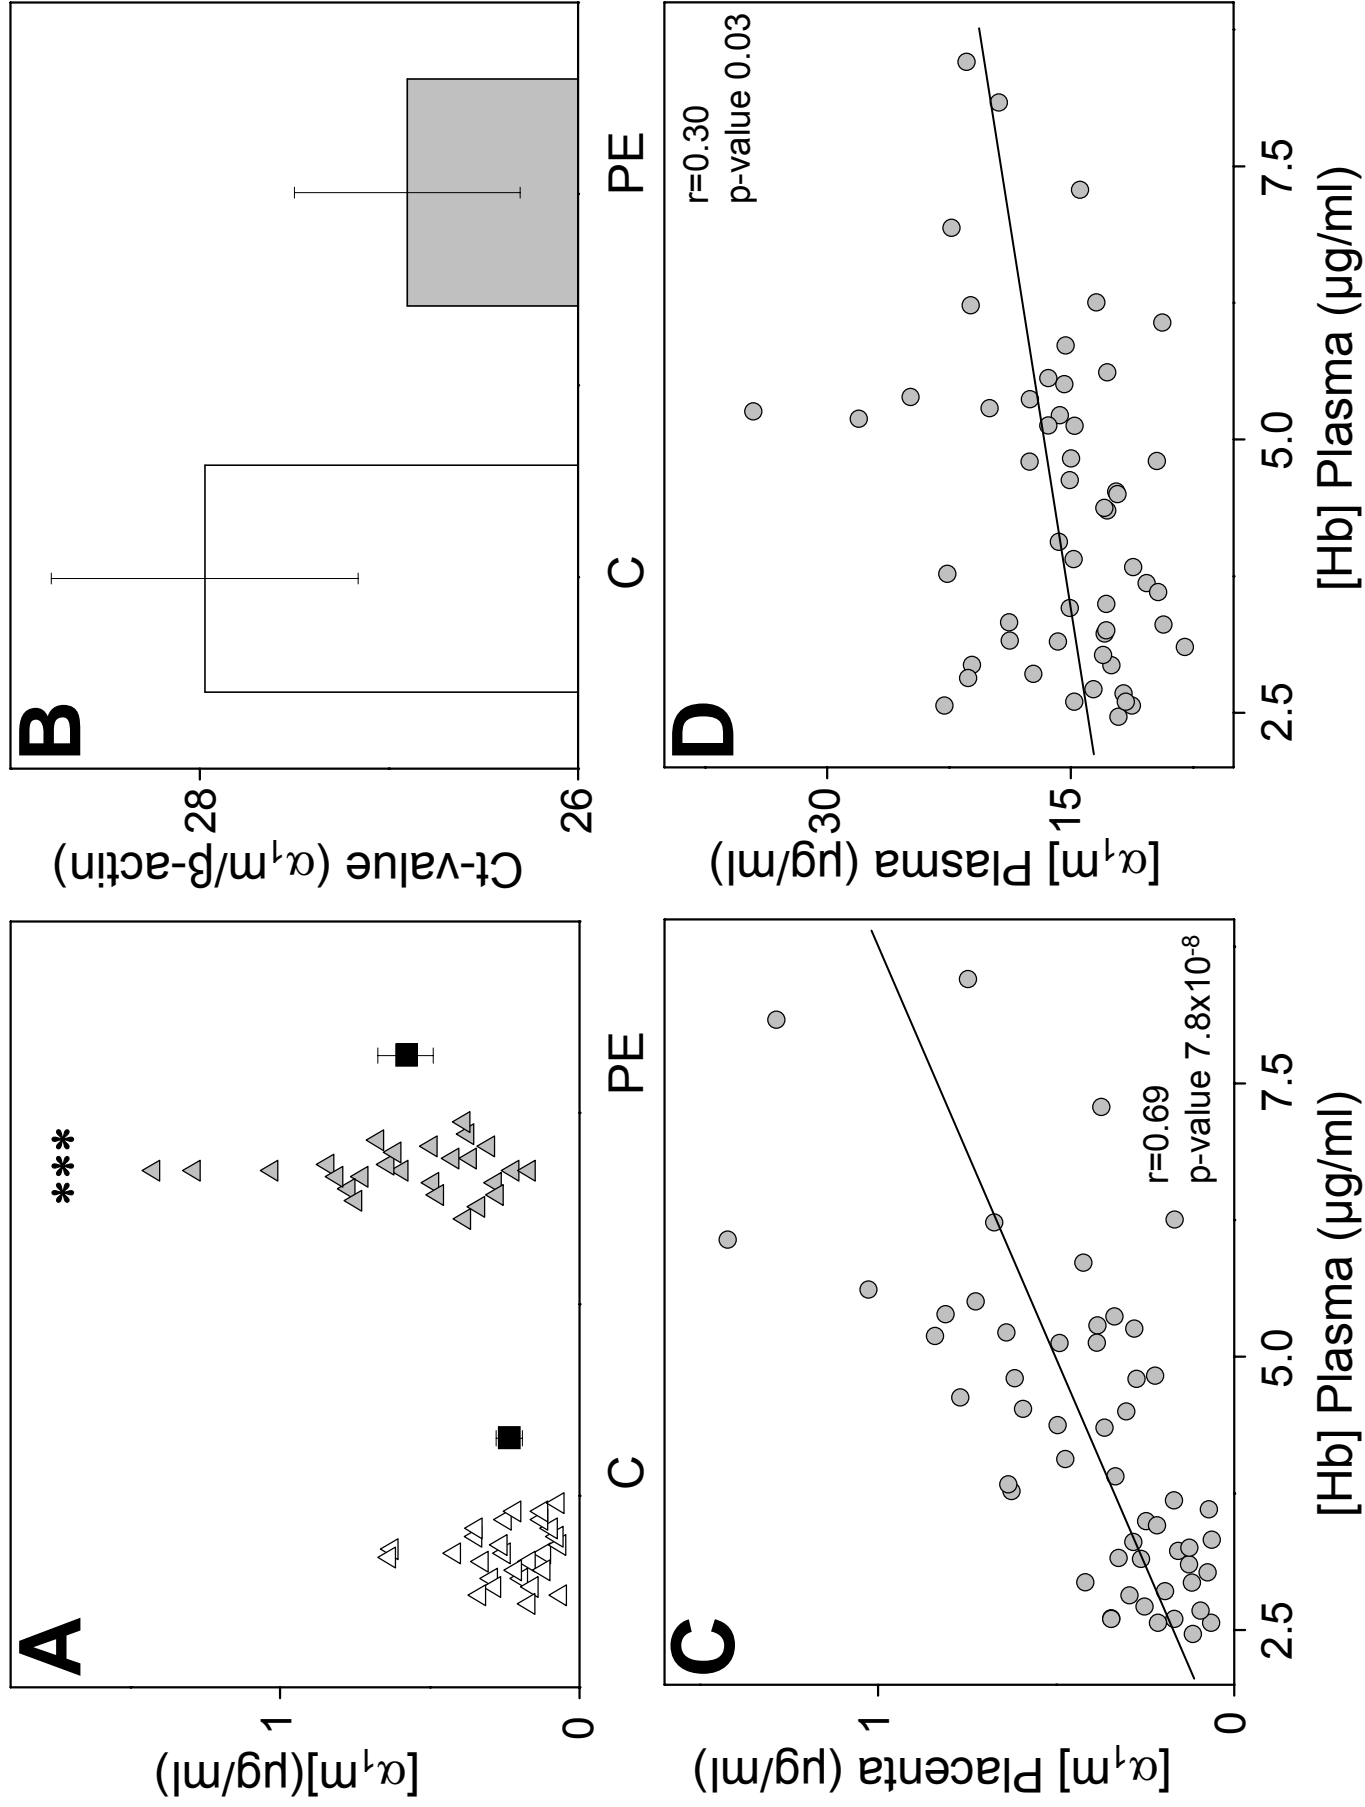 A
[α₁m](μg/ml)
1
0
***
C
PE
B
Ct-value (α₁m/β-actin)
28
26
C
PE
C
[α₁m] Placenta (μg/ml)
1
0
r=0.69
p-value 7.8x10⁻⁸
2.5 5.0 7.5
[Hb] Plasma (μg/ml)
D
[α₁m] Plasma (μg/ml)
30
15
r=0.30
p-value 0.03
2.5 5.0 7.5
[Hb] Plasma (μg/ml)